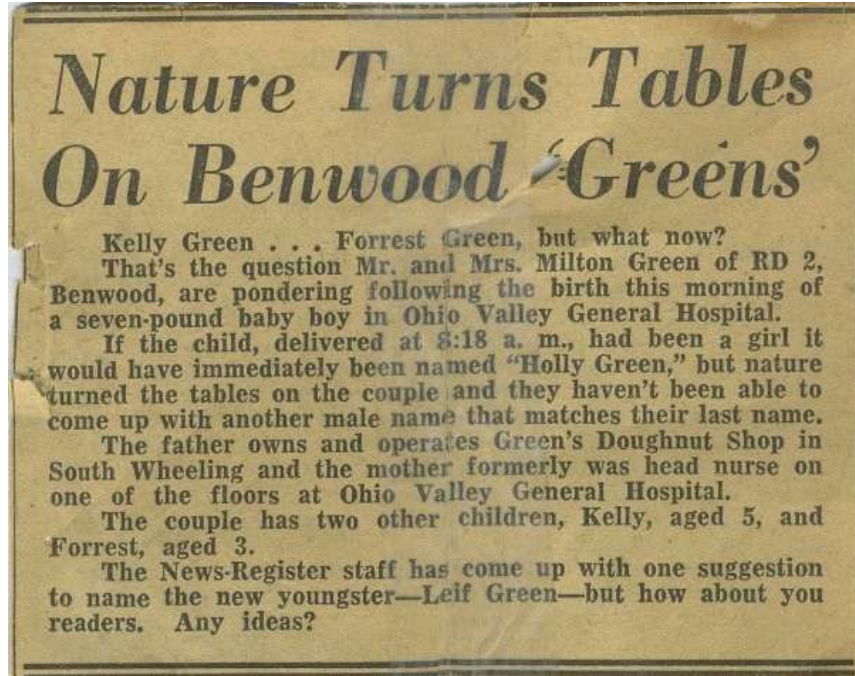 Nature Turns Tables
On Benwood 'Greens'
Kelly Green . . . Forrest Green, but what now?
That's the question Mr. and Mrs. Milton Green of RD 2,
Benwood, are pondering following the birth this morning of
a seven-pound baby boy in Ohio Valley General Hospital.
If the child, delivered at 8:18 a. m., had been a girl it
would have immediately been named "Holly Green," but nature
turned the tables on the couple and they haven't been able to
come up with another male name that matches their last name.
The father owns and operates Green's Doughnut Shop in
South Wheeling and the mother formerly was head nurse on
one of the floors at Ohio Valley General Hospital.
The couple has two other children, Kelly, aged 5, and
Forrest, aged 3.
The News-Register staff has come up with one suggestion
to name the new youngster—Leif Green—but how about you
readers. Any ideas?